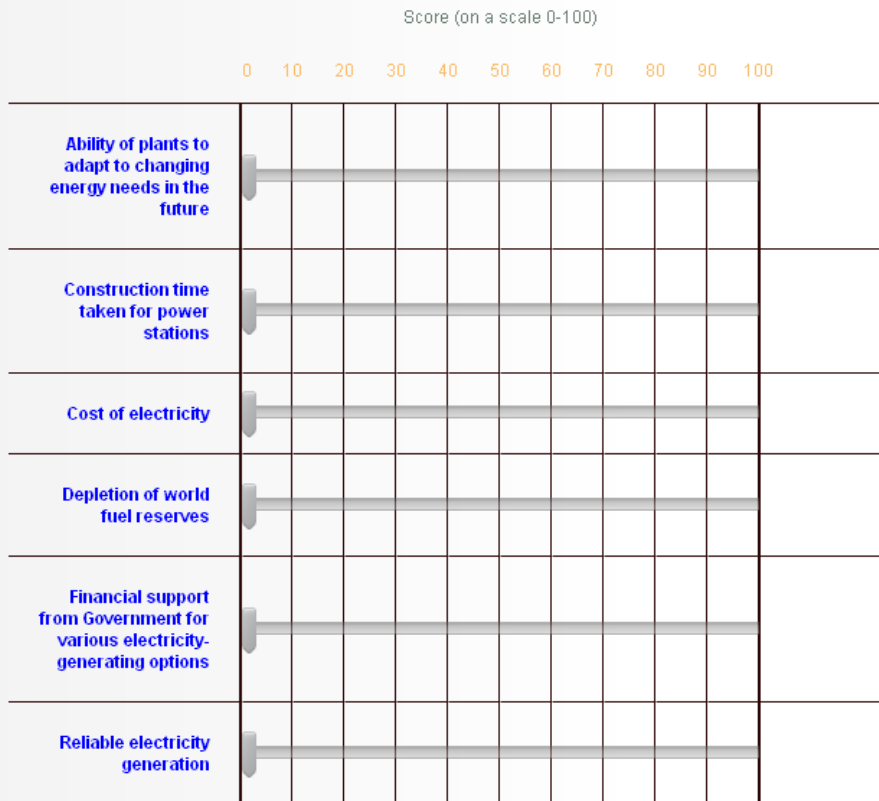 Score (on a scale 0-100)
0 10 20 30 40 50 60 70 80 90 100
Ability of plants to
adapt to changing
energy needs in the
future
Construction time
taken for power
stations
Cost of electricity
Depletion of world
fuel reserves
Financial support
from Government for
various electricity-
generating options
Reliable electricity
generation